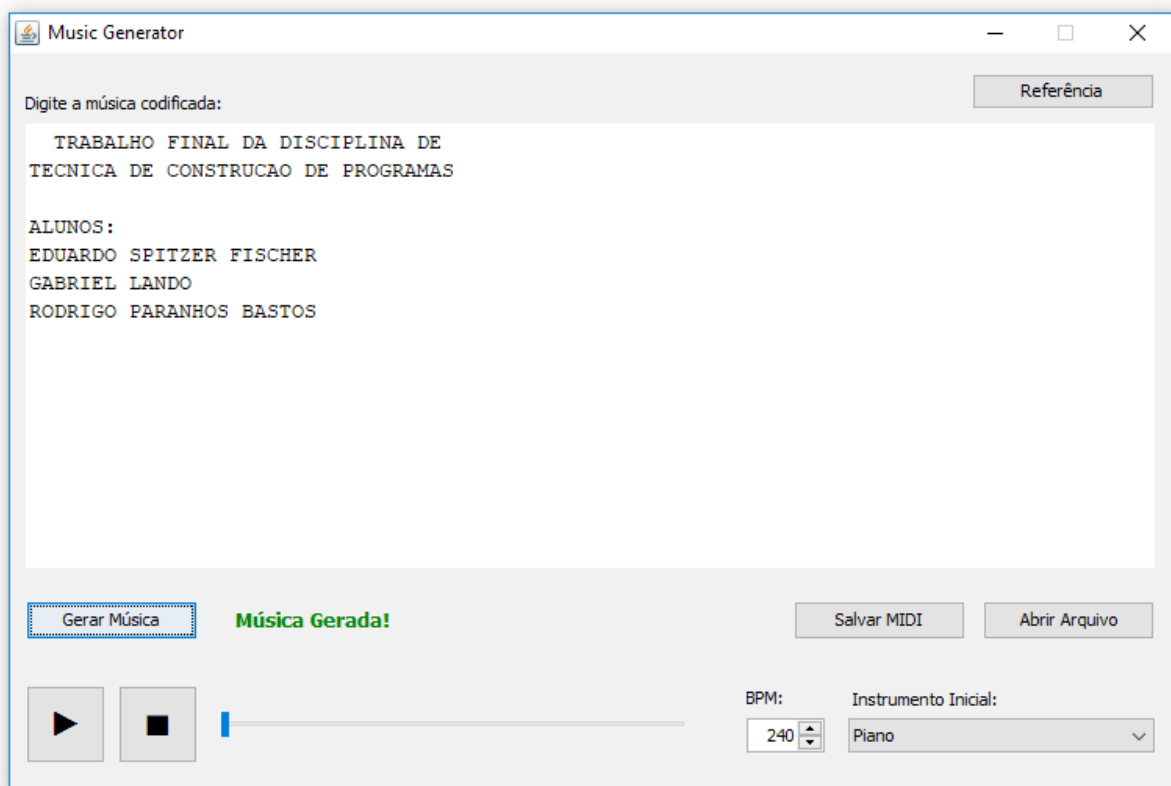 Music Generator
Referência
Digite a música codificada:
TRABALHO FINAL DA DISCIPLINA DE
TECNICA DE CONSTRUCAO DE PROGRAMAS
ALUNOS:
EDUARDO SPITZER FISCHER
GABRIEL LANDO
RODRIGO PARANHOS BASTOS
Gerar Música
Música Gerada!
Salvar MIDI
Abrir Arquivo
BPM:
Instrumento Inicial:
240
Piano